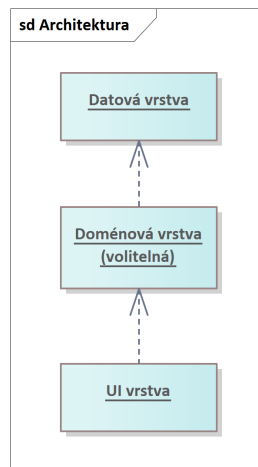 sd Architektura
Datová vrstva
Doménová vrstva
(volitelná)
UI vrstva